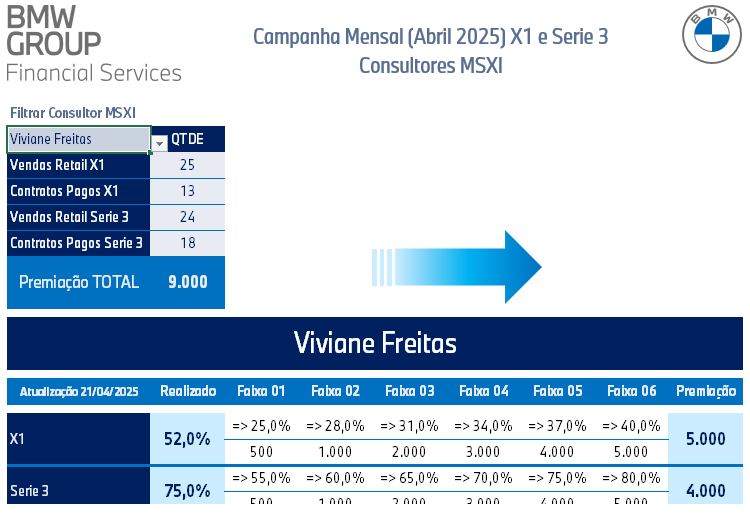 BMW
GROUP
Financial Services
Campanha Mensal (Abril 2025) X1 e Serie 3
Consultores MSXI
BMW
Filtrar Consultor MSXI
Viviane Freitas QTDE
Vendas Retail X1 25
Contratos Pagos X1 13
Vendas Retail Serie 3 24
Contratos Pagos Serie 3 18
Premiação TOTAL 9.000
Viviane Freitas
Atualização 21/04/2025 Realizado Faixa 01 Faixa 02 Faixa 03 Faixa 04 Faixa 05 Faixa 06 Premiação
X1 52,0% => 25,0% => 28,0% => 31,0% => 34,0% => 37,0% => 40,0% 5.000
500 1.000 2.000 3.000 4.000 5.000
Serie 3 75,0% => 55,0% => 60,0% => 65,0% => 70,0% => 75,0% => 80,0% 4.000
500 1.000 2.000 3.000 4.000 5.000